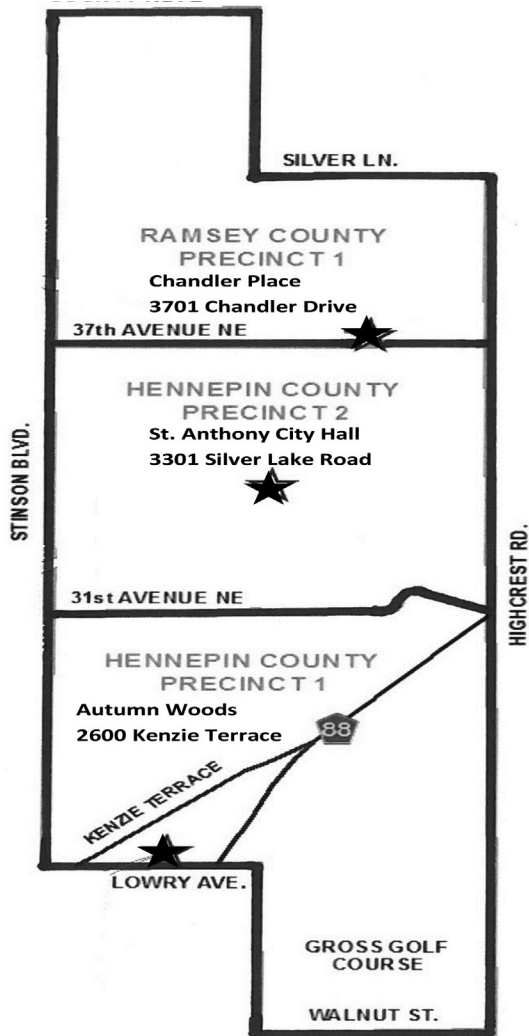 SILVER LN.
RAMSEY COUNTY
PRECINCT 1
Chandler Place
3701 Chandler Drive
37th AVENUE NE
HENNEPIN COUNTY
PRECINCT 2
St. Anthony City Hall
3301 Silver Lake Road
STINSON BLVD.
HIGHCREST RD.
31st AVENUE NE
HENNEPIN COUNTY
PRECINCT 1
Autumn Woods
2600 Kenzie Terrace
88
KENZIE TERRACE
LOWRY AVE.
GROSS GOLF
COURSE
WALNUT ST.